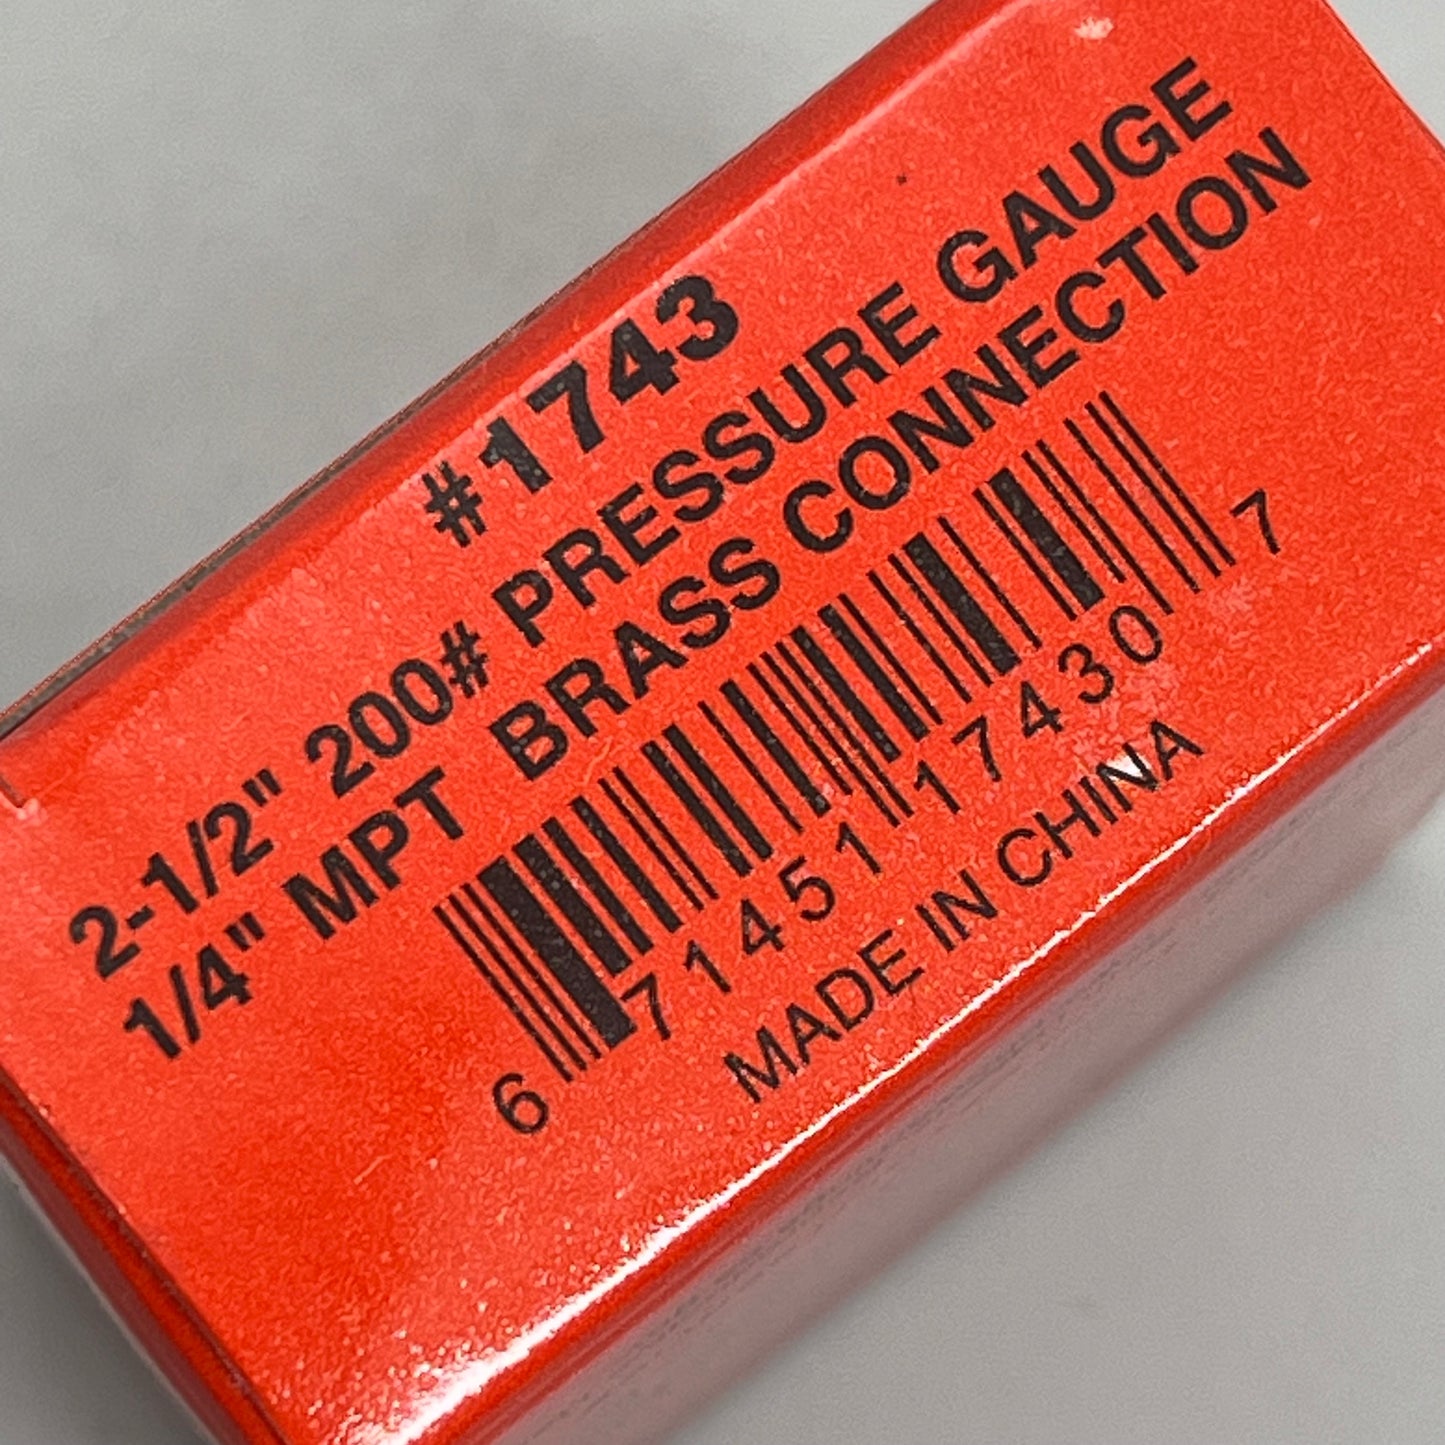 #1743
2-1/2" 200# PRESSURE GAUGE
1/4" MPT BRASS CONNECTION
6 71451 17430 7
MADE IN CHINA